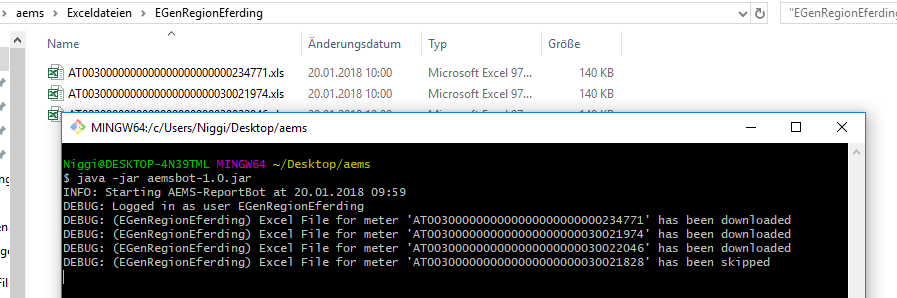 aems › Exceldateien › EGenRegionEferding
"EGenRegionEferding
Name Änderungsdatum Typ Größe
AT0030000000000000000000000234771.xls 20.01.2018 10:00 Microsoft Excel 97... 140 KB
AT0030000000000000000000030021974.xls 20.01.2018 10:00 Microsoft Excel 97... 140 KB
MINGW64:/c/Users/Niggi/Desktop/aems
Niggi@DESKTOP-4N39TML MINGW64 ~/Desktop/aems
$ java -jar aemsbot-1.0.jar
INFO: Starting AEMS-ReportBot at 20.01.2018 09:59
DEBUG: Logged in as user EGenRegionEferding
DEBUG: (EGenRegionEferding) Excel File for meter 'AT0030000000000000000000000234771' has been downloaded
DEBUG: (EGenRegionEferding) Excel File for meter 'AT0030000000000000000000030021974' has been downloaded
DEBUG: (EGenRegionEferding) Excel File for meter 'AT0030000000000000000000030022046' has been downloaded
DEBUG: (EGenRegionEferding) Excel File for meter 'AT0030000000000000000000030021828' has been skipped